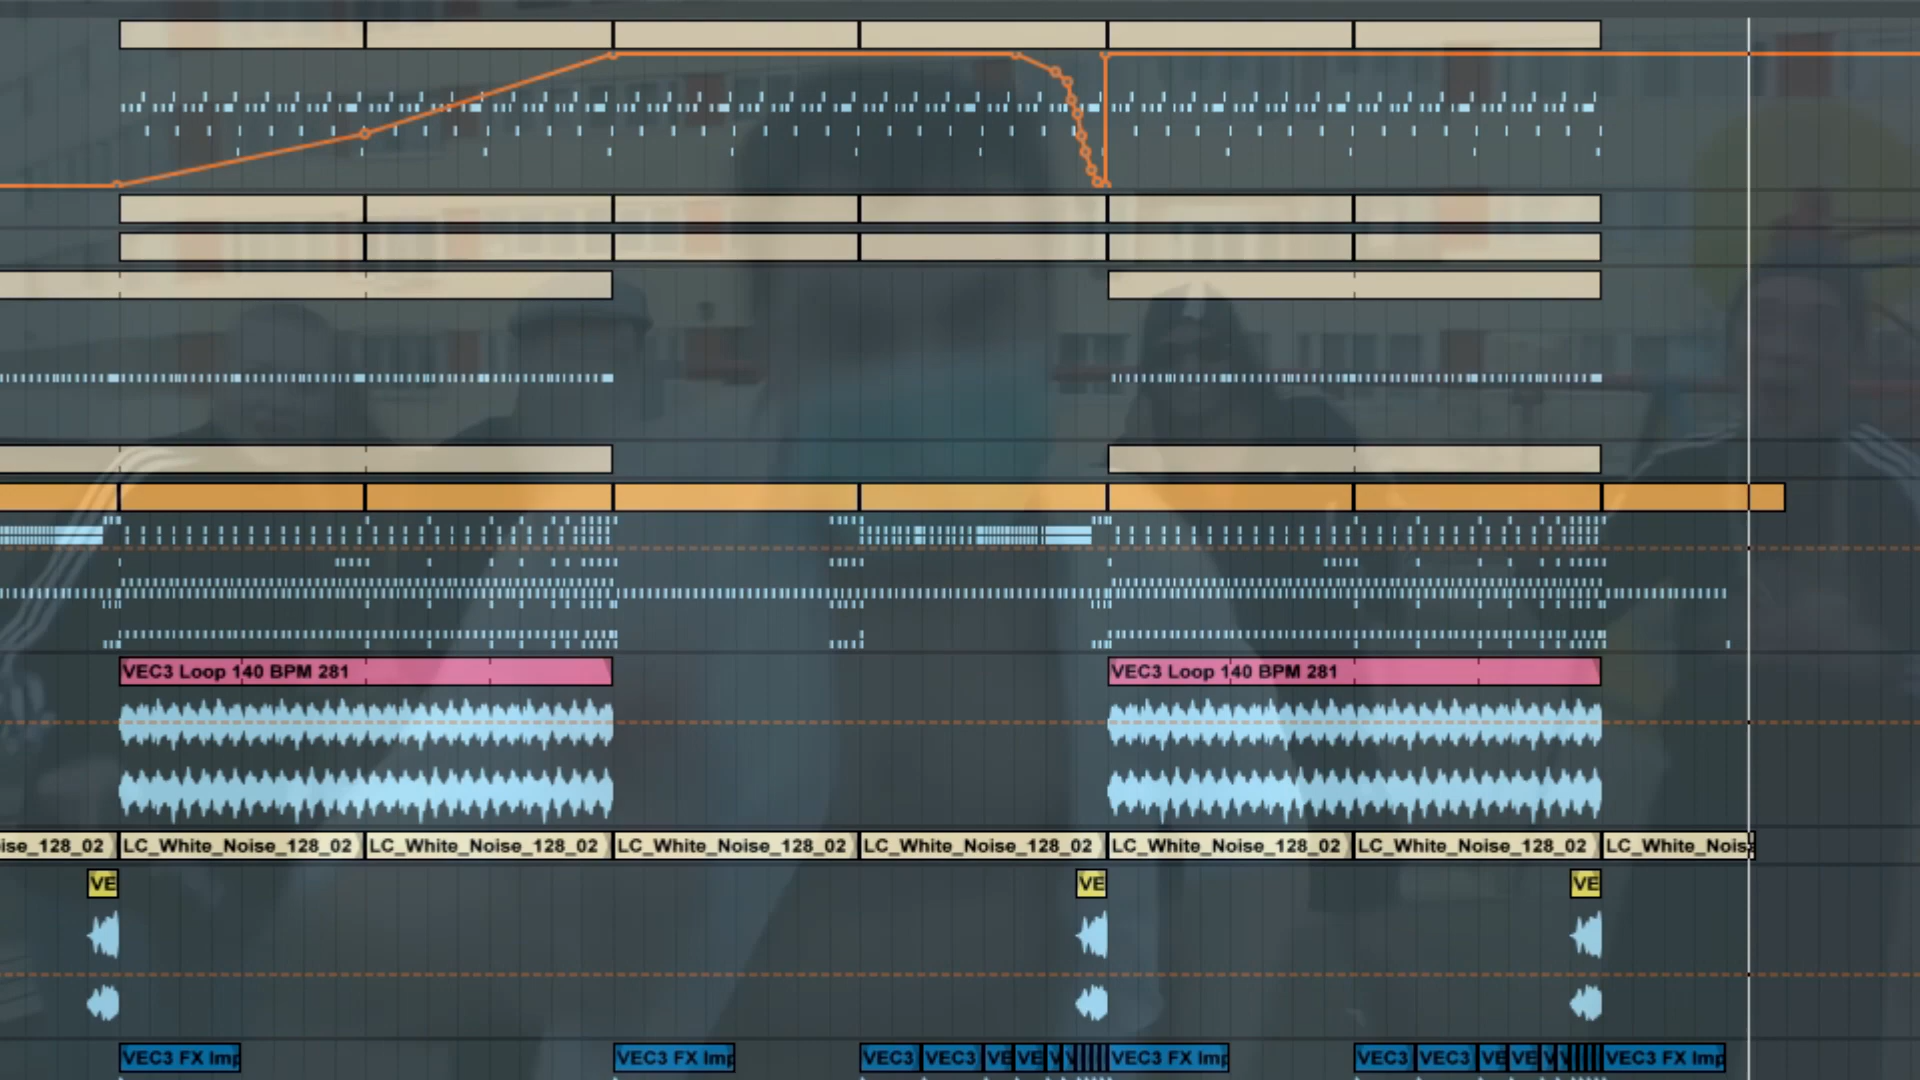 VEC3 Loop 140 BPM 281 VEC3 Loop 140 BPM 281
ise_128_02 LC_White_Noise_128_02 LC_White_Noise_128_02 LC_White_Noise_128_02 LC_White_Noise_128_02 LC_White_Noise_128_02 LC_White_Noise_128_02 LC_White_Nois
VE VE VE
VEC3 FX Imp VEC3 FX Imp VEC3 VEC3 VE VE V VEC3 FX Imp VEC3 VEC3 VE VE V VEC3 FX Imp